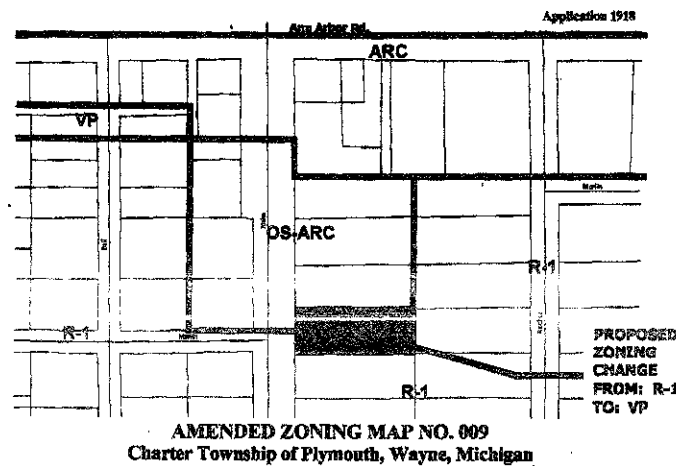 Application 1918
Ann Arbor Rd.
ARC
VP
OS-ARC
R-1
R-1
R-1
PROPOSED
ZONING
CHANGE
FROM: R-1
TO: VP
AMENDED ZONING MAP NO. 009
Charter Township of Plymouth, Wayne, Michigan